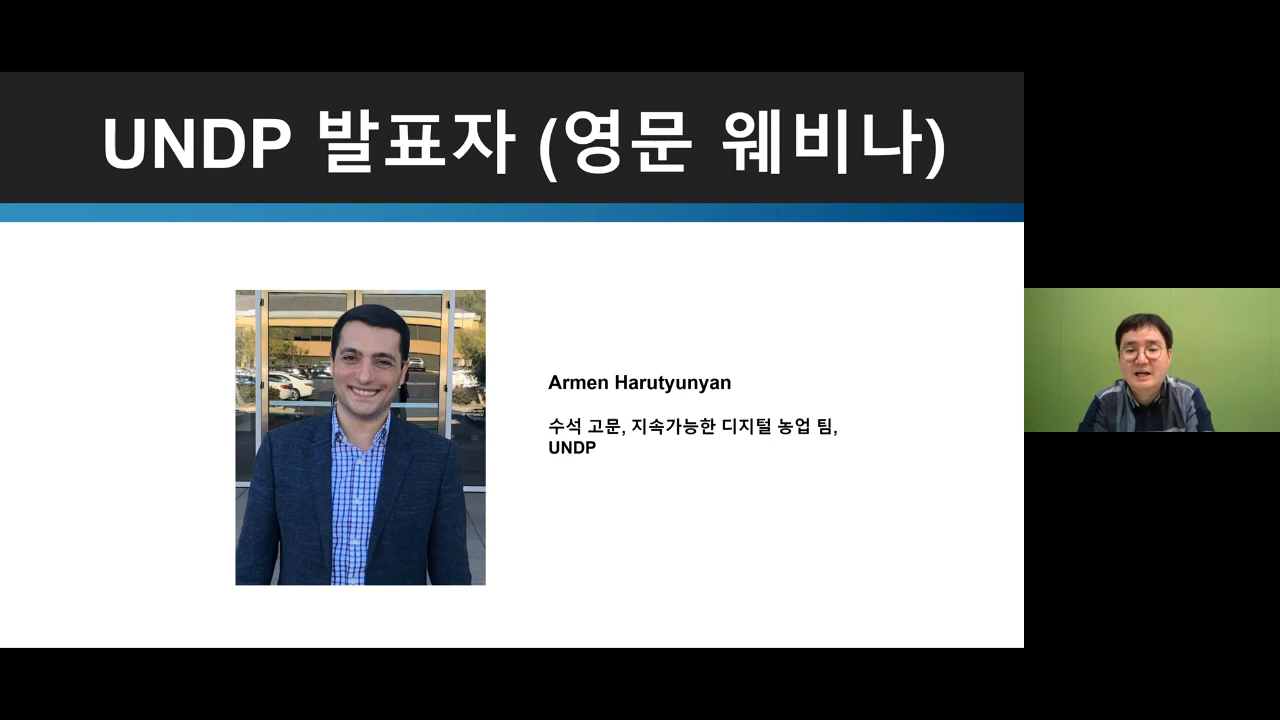 UNDP 발표자 (영문 웨비나)
Armen Harutyunyan
수석 고문, 지속가능한 디지털 농업 팀,
UNDP